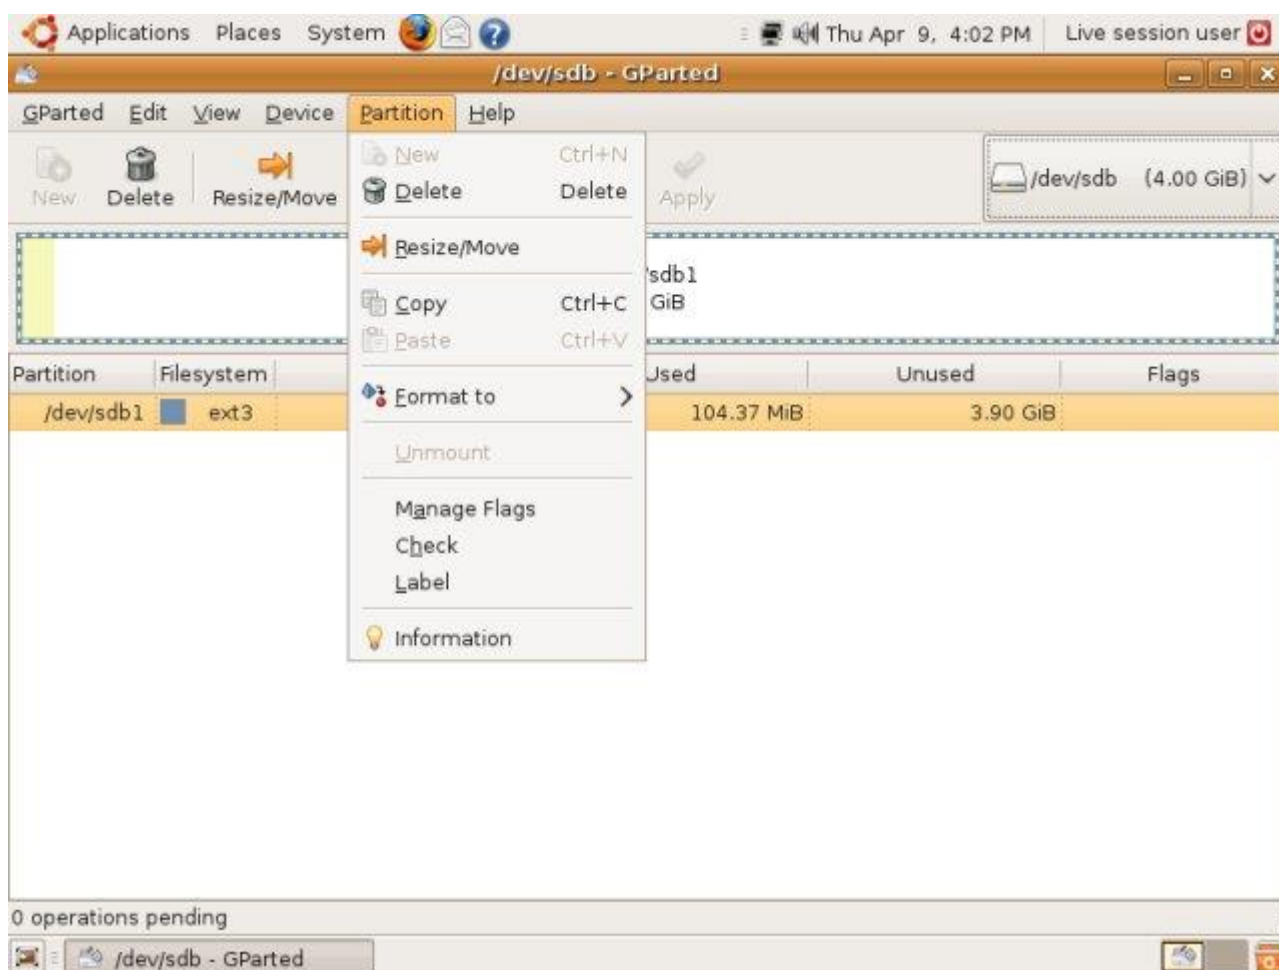 Applications Places System Thu Apr 9, 4:02 PM Live session user
/dev/sdb - GParted
GParted Edit View Device Partition Help
New Delete Resize/Move Apply /dev/sdb (4.00 GiB)
New Ctrl+N
Delete Delete
Resize/Move
Copy Ctrl+C
Paste Ctrl+V
Format to
Unmount
Manage Flags
Check
Label
Information
/sdb1
GiB
Partition Filesystem Used Unused Flags
/dev/sdb1 ext3 104.37 MiB 3.90 GiB
0 operations pending
/dev/sdb - GParted